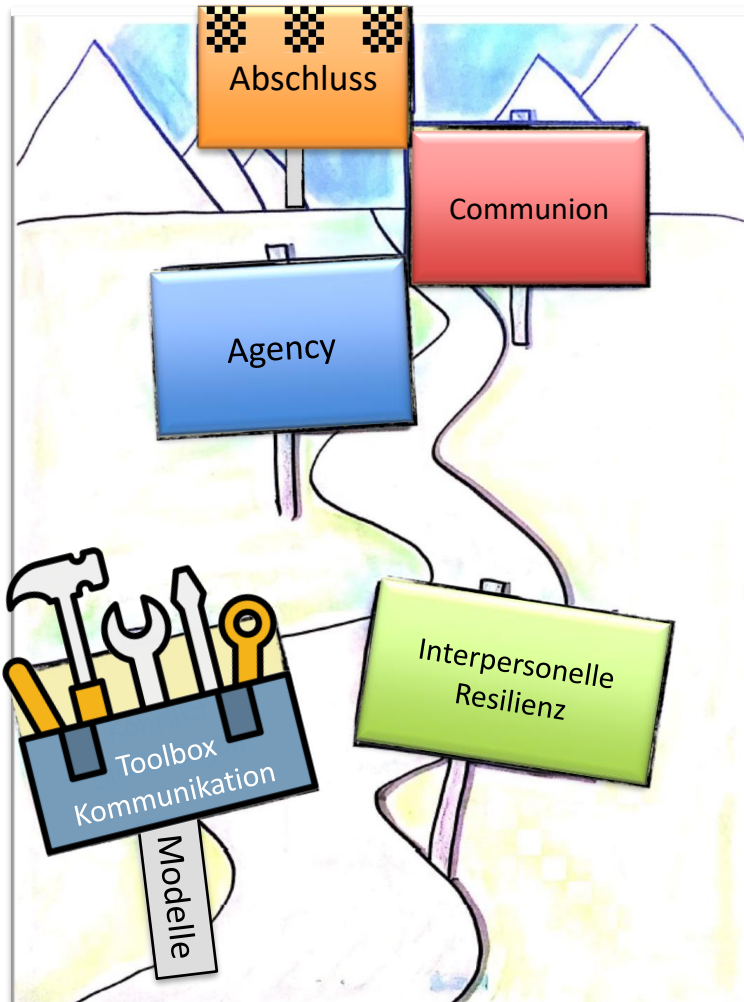 Abschluss
Communion
Agency
Interpersonelle
Resilienz
Toolbox
Kommunikation
Modelle